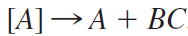 [A] → A + BC